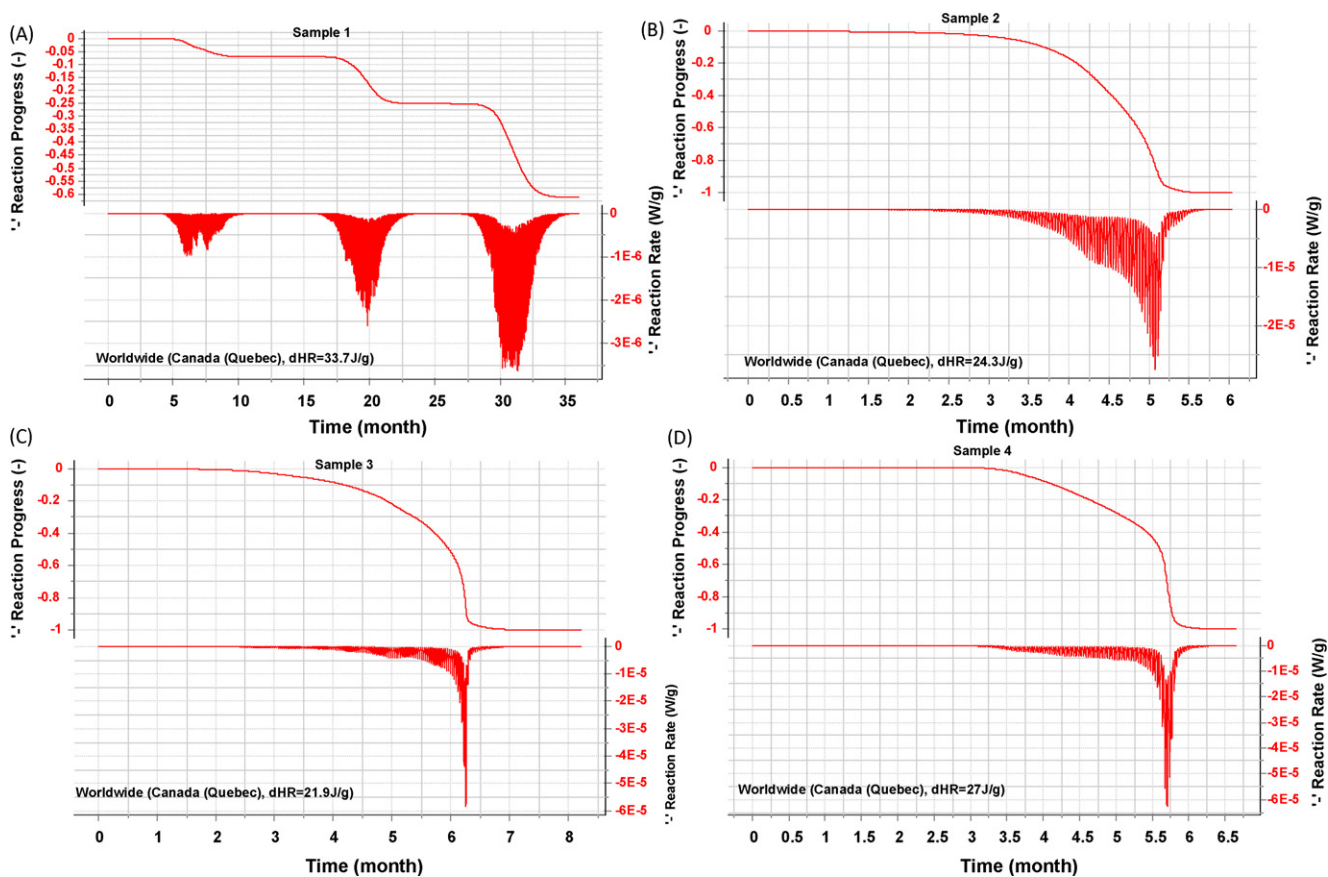 (A)
Sample 1
0
-0.05
-0.1
-0.15
-0.2
-0.25
-0.3
-0.35
-0.4
-0.45
-0.5
-0.55
-0.6
'-' Reaction Progress (-)
0
-1E-6
-2E-6
-3E-6
'-' Reaction Rate (W/g)
Worldwide (Canada (Quebec), dHR=33.7J/g)
0 5 10 15 20 25 30 35
Time (month)
(B)
Sample 2
0
-0.2
-0.4
-0.6
-0.8
-1
'-' Reaction Progress (-)
0
-1E-5
-2E-5
'-' Reaction Rate (W/g)
Worldwide (Canada (Quebec), dHR=24.3J/g)
0 0.5 1 1.5 2 2.5 3 3.5 4 4.5 5 5.5 6
Time (month)
(C)
Sample 3
0
-0.2
-0.4
-0.6
-0.8
-1
'-' Reaction Progress (-)
0
-1E-5
-2E-5
-3E-5
-4E-5
-5E-5
-6E-5
'-' Reaction Rate (W/g)
Worldwide (Canada (Quebec), dHR=21.9J/g)
0 1 2 3 4 5 6 7 8
Time (month)
(D)
Sample 4
0
-0.2
-0.4
-0.6
-0.8
-1
'-' Reaction Progress (-)
0
-1E-5
-2E-5
-3E-5
-4E-5
-5E-5
-6E-5
'-' Reaction Rate (W/g)
Worldwide (Canada (Quebec), dHR=27J/g)
0 0.5 1 1.5 2 2.5 3 3.5 4 4.5 5 5.5 6 6.5
Time (month)